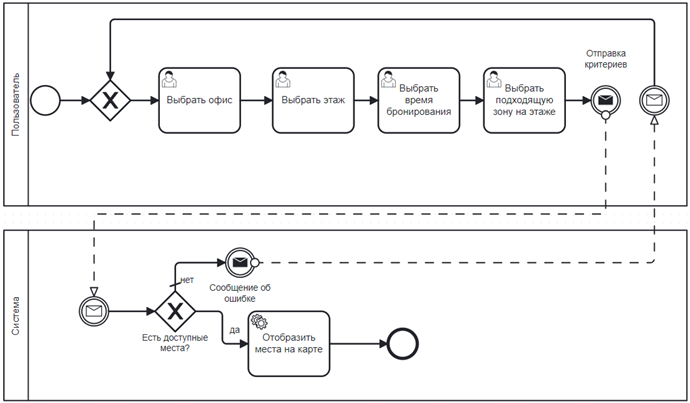 Пользователь
Выбрать офис
Выбрать этаж
Выбрать
время
бронирования
Выбрать
подходящую
зону на этаже
Отправка
критериев
Система
нет
Сообщение об
ошибке
Есть доступные
места?
да
Отобразить
места на карте